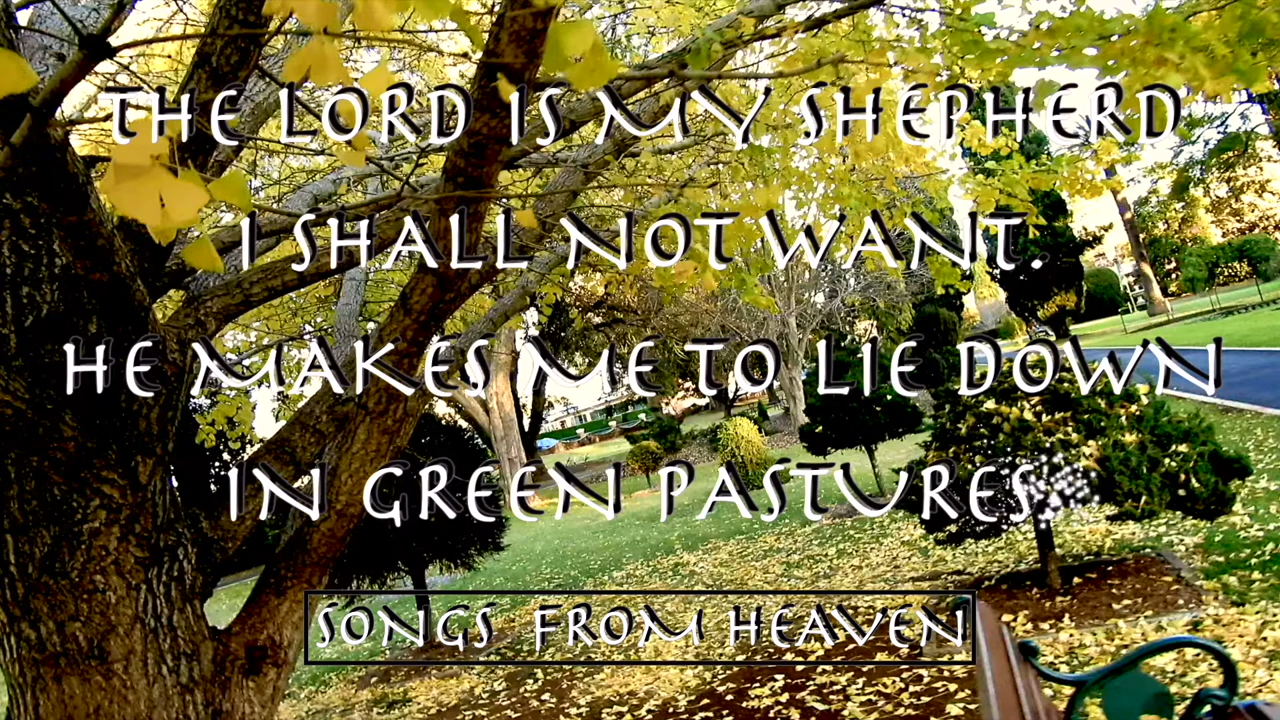 THE LORD IS MY SHEPHERD
I SHALL NOT WANT.
HE MAKES ME TO LIE DOWN
IN GREEN PASTURES
SONGS FROM HEAVEN